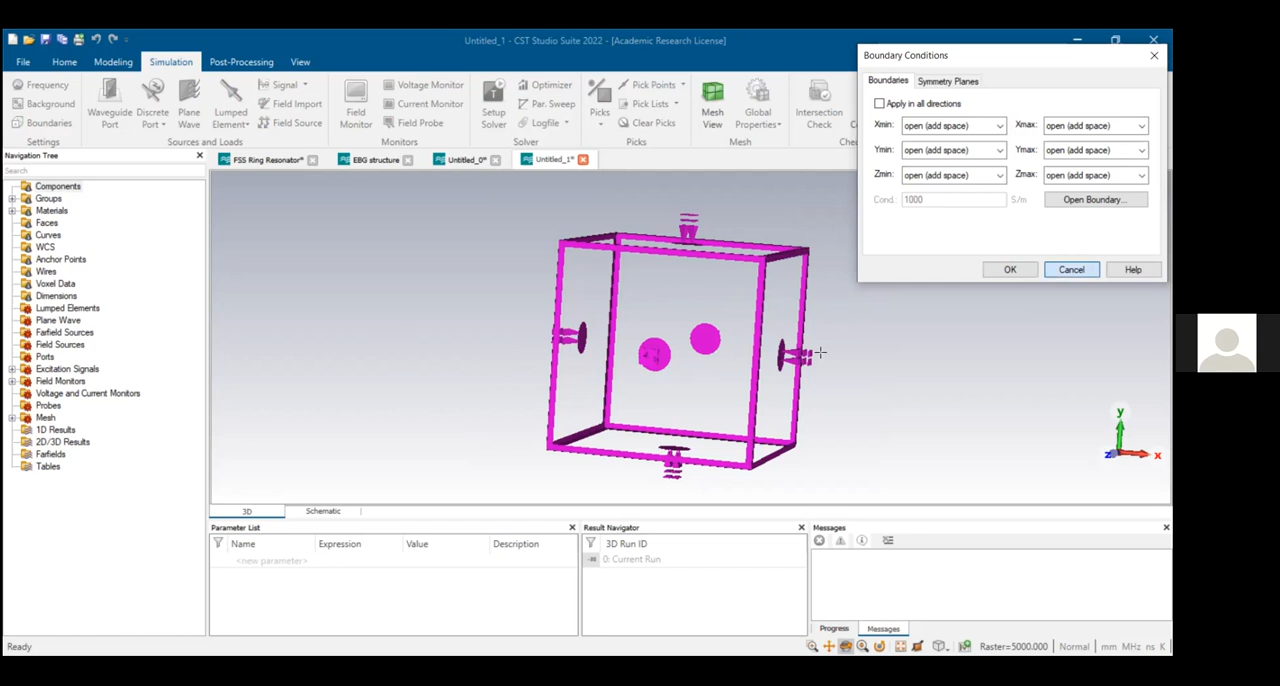 Untitled_1 - CST Studio Suite 2022 - [Academic Research License]
File Home Modeling Simulation Post-Processing View
Frequency
Background
Boundaries
Settings
Waveguide Port
Discrete Port
Plane Wave
Lumped Element
Signal
Field Import
Field Source
Sources and Loads
Field Monitor
Voltage Monitor
Current Monitor
Field Probe
Monitors
Setup Solver
Optimizer
Par. Sweep
Logfile
Solver
Picks
Pick Points
Pick Lists
Clear Picks
Picks
Mesh View
Global Properties
Mesh
Intersection Check
Boundary Conditions
Boundaries Symmetry Planes
Apply in all directions
Xmin: open (add space) Xmax: open (add space)
Ymin: open (add space) Ymax: open (add space)
Zmin: open (add space) Zmax: open (add space)
Cond.: 1000 S/m Open Boundary...
OK Cancel Help
Navigation Tree
Search
Components
Groups
Materials
Faces
Curves
WCS
Anchor Points
Wires
Voxel Data
Dimensions
Lumped Elements
Plane Wave
Farfield Sources
Field Sources
Ports
Excitation Signals
Field Monitors
Voltage and Current Monitors
Probes
Mesh
1D Results
2D/3D Results
Farfields
Tables
FSS Ring Resonator* EBG structure Untitled_0* Untitled_1*
y
z x
3D Schematic
Parameter List
Name Expression Value Description
<new parameter>
Result Navigator
3D Run ID
0: Current Run
Messages
Progress Messages
Ready
Raster=5000.000 Normal mm MHz ns K